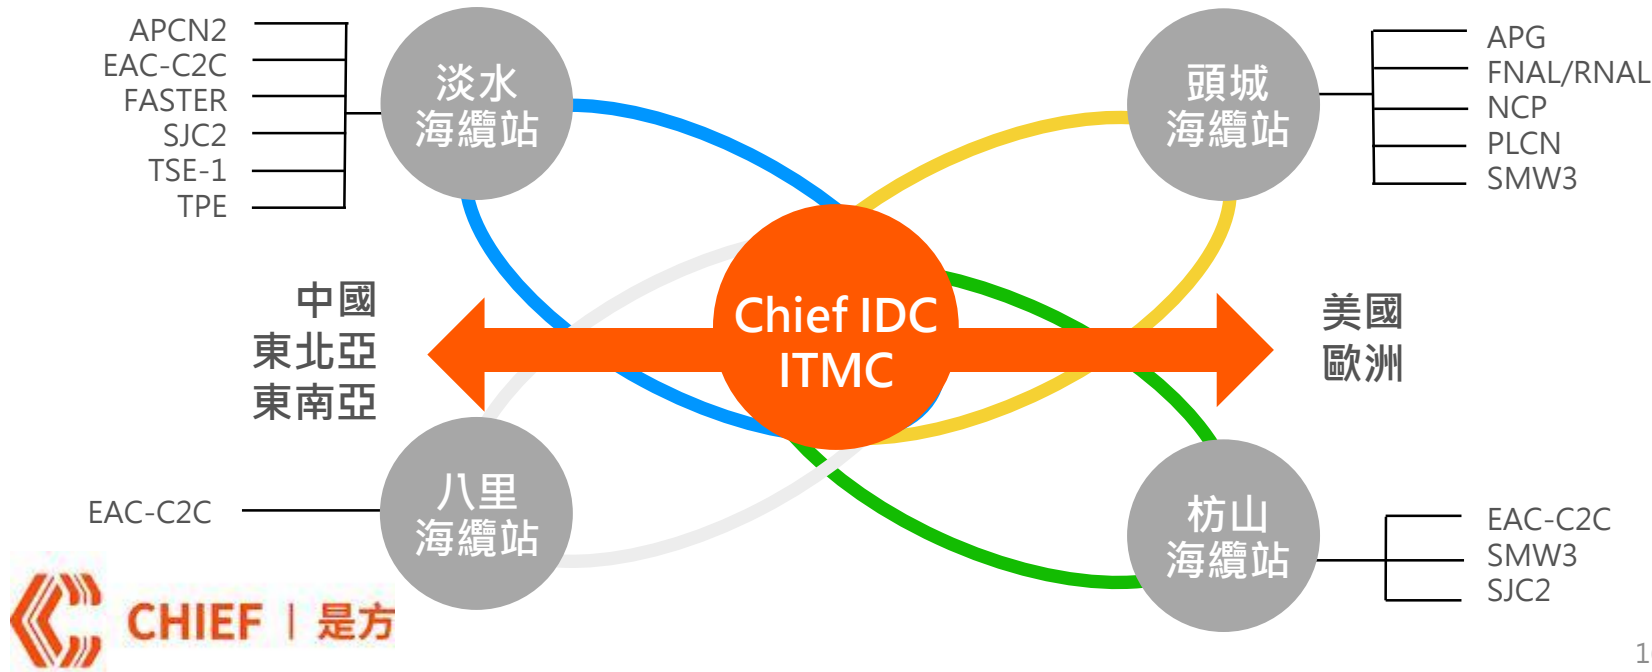 APCN2
EAC-C2C
FASTER
SJC2
TSE-1
TPE
淡水
海纜站
頭城
海纜站
APG
FNAL/RNAL
NCP
PLCN
SMW3
中國
東北亞
東南亞
Chief IDC
ITMC
美國
歐洲
EAC-C2C
八里
海纜站
枋山
海纜站
EAC-C2C
SMW3
SJC2
CHIEF | 是方
1